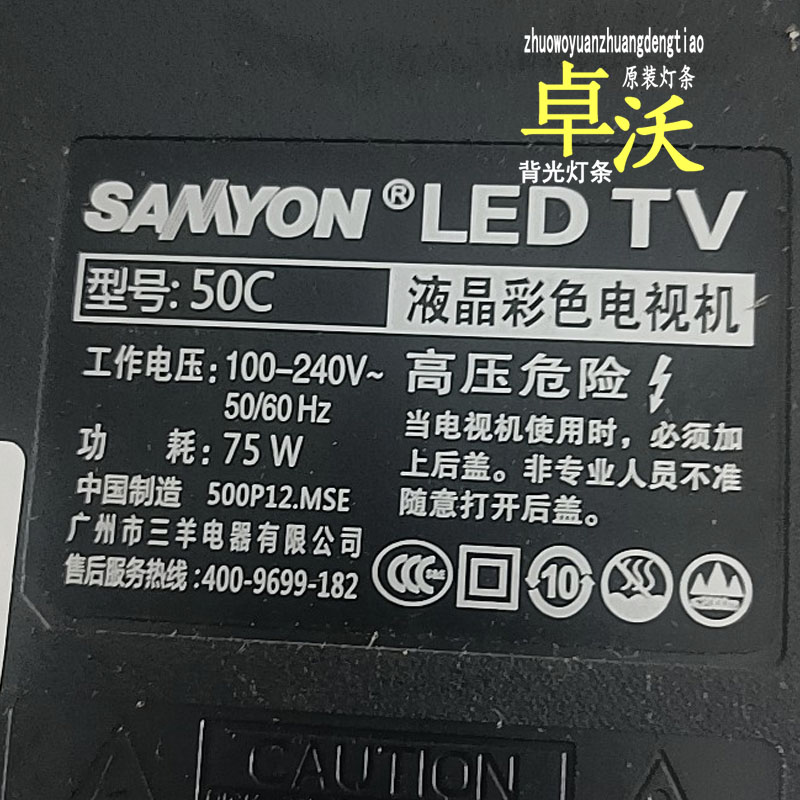 zhuowoyuanzhuangdengtiao
原装灯条
卓沃
背光灯条
SAMYON® LED TV
型号: 50C
液晶彩色电视机
工作电压: 100-240V~
50/60 Hz
功 耗: 75 W
中国制造 500P12.MSE
广州市三羊电器有限公司
售后服务热线: 400-9699-182
高压危险
当电视机使用时，必须加
上后盖。非专业人员不准
随意打开后盖。
CCC S&E
10
CAUTION